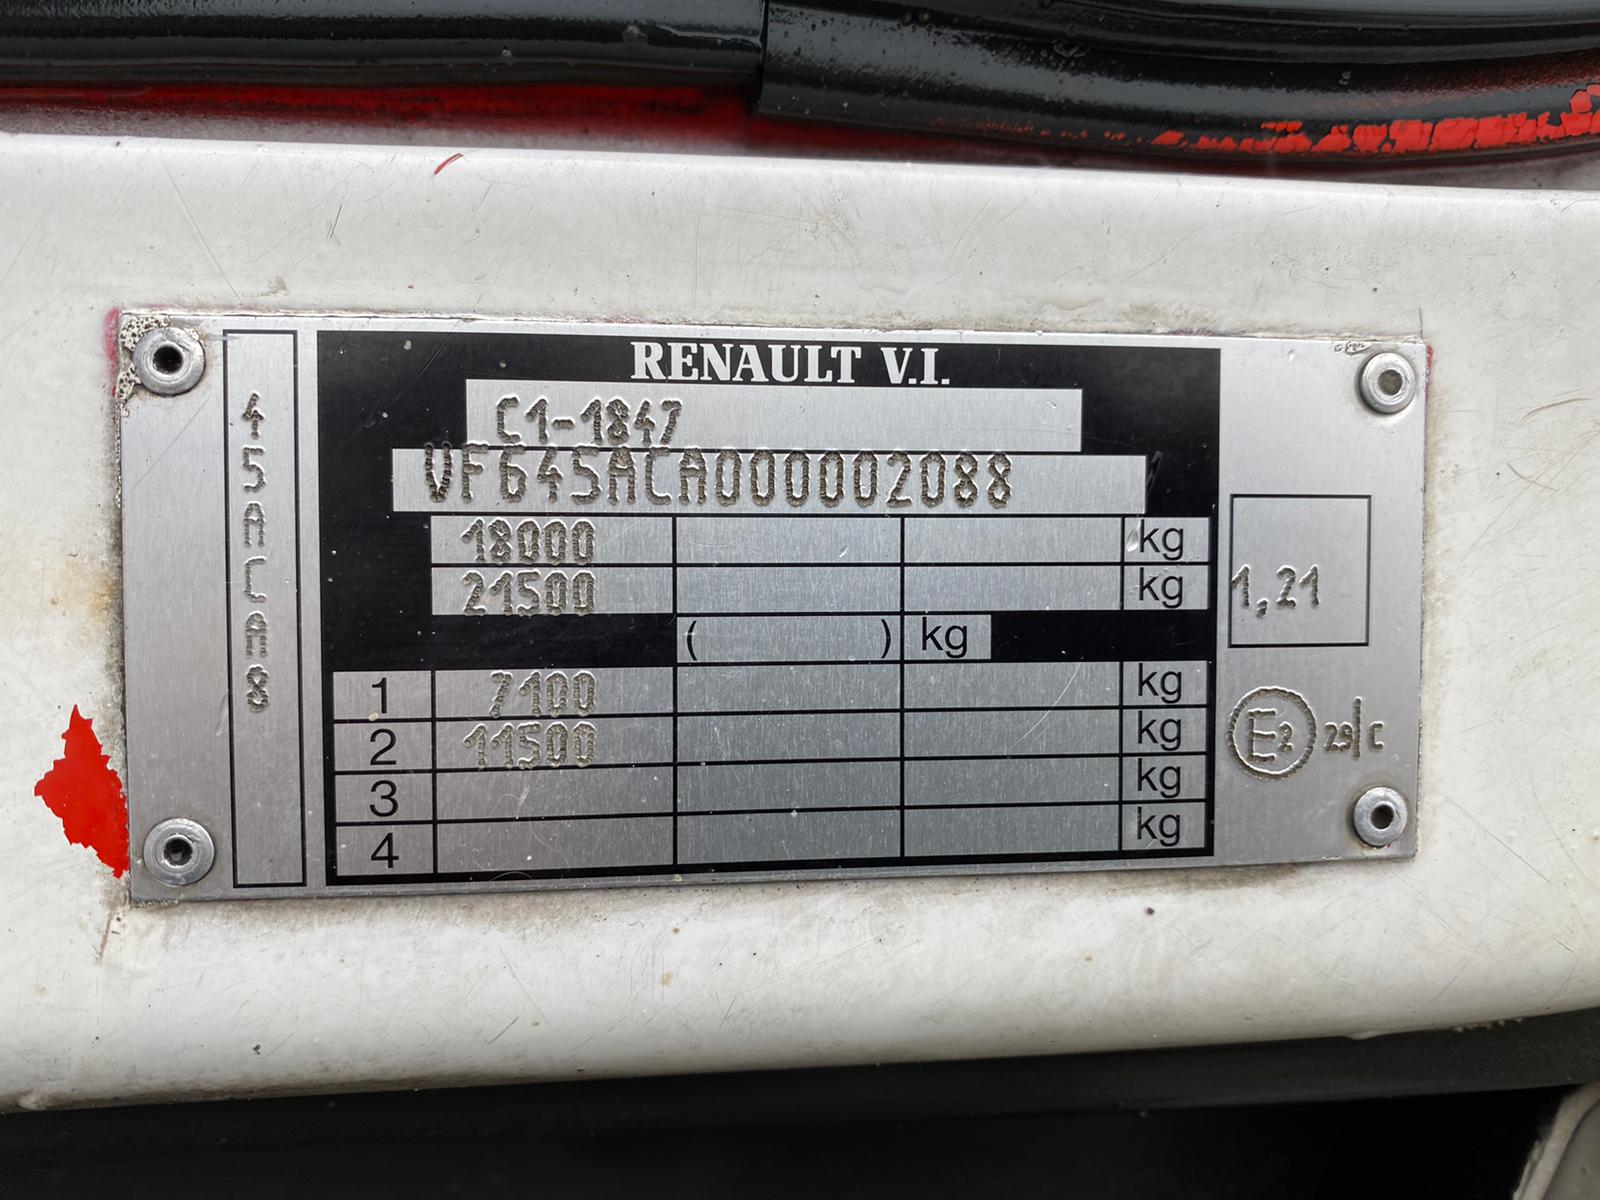 RENAULT V.I.
C1-1847
VF645ACA000002088
18000 kg
21500 kg
( ) kg
1 7100 kg
2 11500 kg
3 kg
4 kg
45ACA8
1,21
E2 29/C